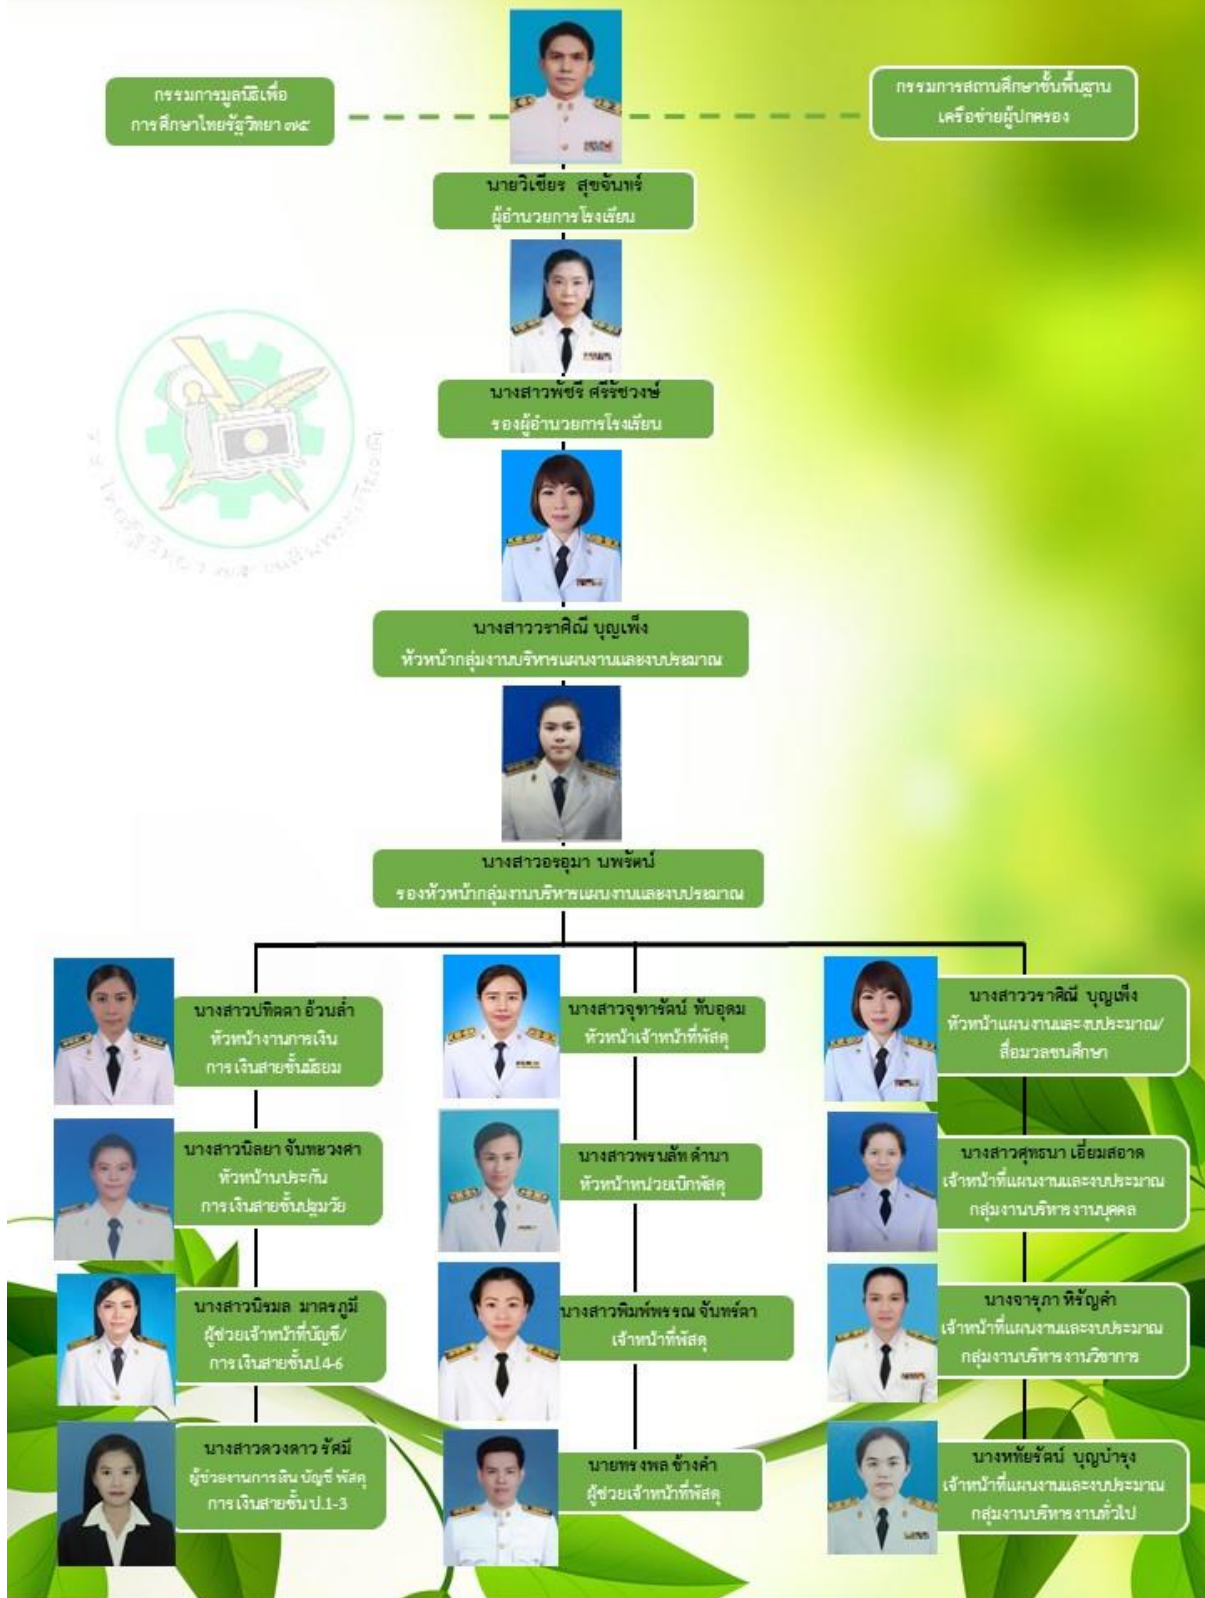 กรรมการมูลนิธิเพื่อ
การศึกษาไทยรัฐวิทยา ๗๕
กรรมการสถานศึกษาขั้นพื้นฐาน
เครือข่ายผู้ปกครอง
นายวิเชียร สุขจันทร์
ผู้อำนวยการโรงเรียน
นางสาวพัชรี ศรีรัชวงษ์
รองผู้อำนวยการโรงเรียน
นางสาววราศิณี บุญเพ็ง
หัวหน้ากลุ่มงานบริหารแผนงานและงบประมาณ
นางสาวอรอุมา นพรัตน์
รองหัวหน้ากลุ่มงานบริหารแผนงานและงบประมาณ
นางสาวปทิตตา อ้วนล่ำ
หัวหน้างานการเงิน
การเงินสายชั้นมัธยม
นางสาวนิลยา จันทะวงศา
หัวหน้านประกัน
การเงินสายชั้นปฐมวัย
นางสาวนิรมล มาตรภูมี
ผู้ช่วยเจ้าหน้าที่บัญชี/
การเงินสายชั้นป.4-6
นางสาวดวงดาว รัศมี
ผู้ช่วยงานการเงิน บัญชี พัสดุ
การเงินสายชั้น ป.1-3
นางสาวจุฑารัตน์ ทับอุดม
หัวหน้าเจ้าหน้าที่พัสดุ
นางสาวพรนลัท ดำนา
หัวหน้าหน่วยเบิกพัสดุ
นางสาวพิมพ์พรรณ จันทร์ดา
เจ้าหน้าที่พัสดุ
นายทรงพล ช้างคำ
ผู้ช่วยเจ้าหน้าที่พัสดุ
นางสาววราศิณี บุญเพ็ง
หัวหน้าแผนงานและงบประมาณ/
สื่อมวลชนศึกษา
นางสาวศุทธนา เอี่ยมสอาด
เจ้าหน้าที่แผนงานและงบประมาณ
กลุ่มงานบริหารงานบุคคล
นางจารุภา หิรัญคำ
เจ้าหน้าที่แผนงานและงบประมาณ
กลุ่มงานบริหารงานวิชาการ
นางหทัยรัตน์ บุญบำรุง
เจ้าหน้าที่แผนงานและงบประมาณ
กลุ่มงานบริหารงานทั่วไป